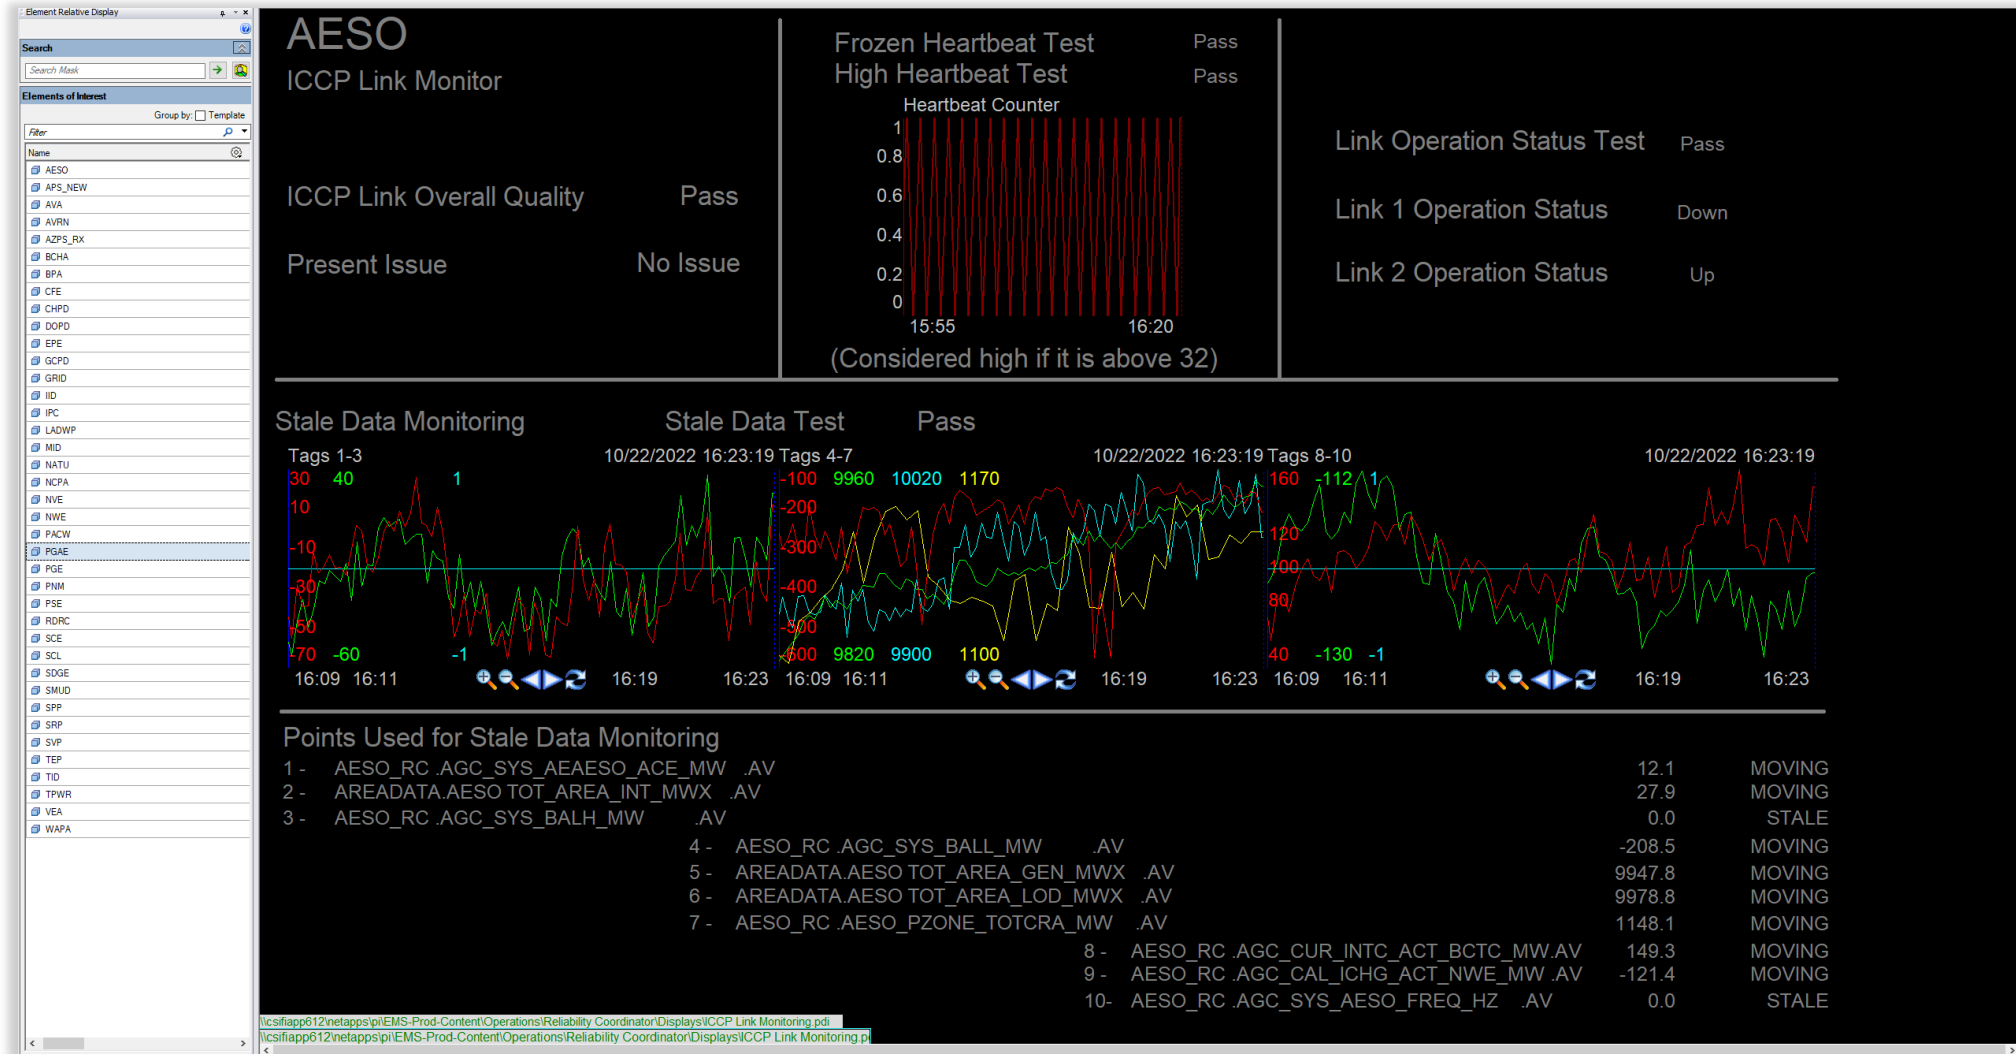 Element Relative Display
Search
Search Mask
Elements of Interest
Group by: Template
Filter
Name
AESO
APS_NEW
AVA
AVRN
AZPS_RX
BCHA
BPA
CFE
CHPD
DOPD
EPE
GCPD
GRID
IID
IPC
LADWP
MID
NATU
NCPA
NVE
NWE
PACW
PGAE
PGE
PNM
PSE
RDRC
SCE
SCL
SDGE
SMUD
SPP
SRP
SVP
TEP
TID
TPWR
VEA
WAPA
AESO
ICCP Link Monitor
ICCP Link Overall Quality Pass
Present Issue No Issue
Frozen Heartbeat Test Pass
High Heartbeat Test Pass
Heartbeat Counter
1
0.8
0.6
0.4
0.2
0
15:55 16:20
(Considered high if it is above 32)
Link Operation Status Test Pass
Link 1 Operation Status Down
Link 2 Operation Status Up
Stale Data Monitoring Stale Data Test Pass
Tags 1-3 10/22/2022 16:23:19
30 40 1
10
-10
-30
-50
-70 -60 -1
16:09 16:11 16:19 16:23
Tags 4-7 10/22/2022 16:23:19
-100 9960 10020 1170
-200
-300
-400
-500
-600 9820 9900 1100
16:09 16:11 16:19 16:23
Tags 8-10 10/22/2022 16:23:19
160 -112 1
120
100
80
40 -130 -1
16:09 16:11 16:19 16:23
Points Used for Stale Data Monitoring
1 - AESO_RC .AGC_SYS_AEAESO_ACE_MW .AV 12.1 MOVING
2 - AREADATA.AESO TOT_AREA_INT_MWX .AV 27.9 MOVING
3 - AESO_RC .AGC_SYS_BALH_MW .AV 0.0 STALE
4 - AESO_RC .AGC_SYS_BALL_MW .AV -208.5 MOVING
5 - AREADATA.AESO TOT_AREA_GEN_MWX .AV 9947.8 MOVING
6 - AREADATA.AESO TOT_AREA_LOD_MWX .AV 9978.8 MOVING
7 - AESO_RC .AESO_PZONE_TOTCRA_MW .AV 1148.1 MOVING
8 - AESO_RC .AGC_CUR_INTC_ACT_BCTC_MW.AV 149.3 MOVING
9 - AESO_RC .AGC_CAL_ICHG_ACT_NWE_MW .AV -121.4 MOVING
10- AESO_RC .AGC_SYS_AESO_FREQ_HZ .AV 0.0 STALE
\\csifiapp612\netapps\pi\EMS-Prod-Content\Operations\Reliability Coordinator\Displays\ICCP Link Monitoring.pdi
\\csifiapp612\netapps\pi\EMS-Prod-Content\Operations\Reliability Coordinator\Displays\ICCP Link Monitoring.p